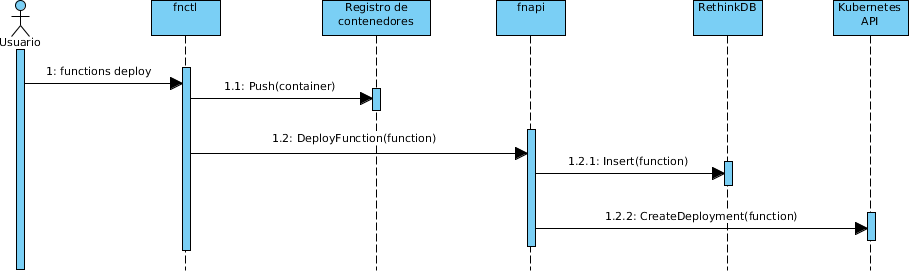 Usuario
fnctl
Registro de
contenedores
fnapi
RethinkDB
Kubernetes
API
1: functions deploy
1.1: Push(container)
1.2: DeployFunction(function)
1.2.1: Insert(function)
1.2.2: CreateDeployment(function)